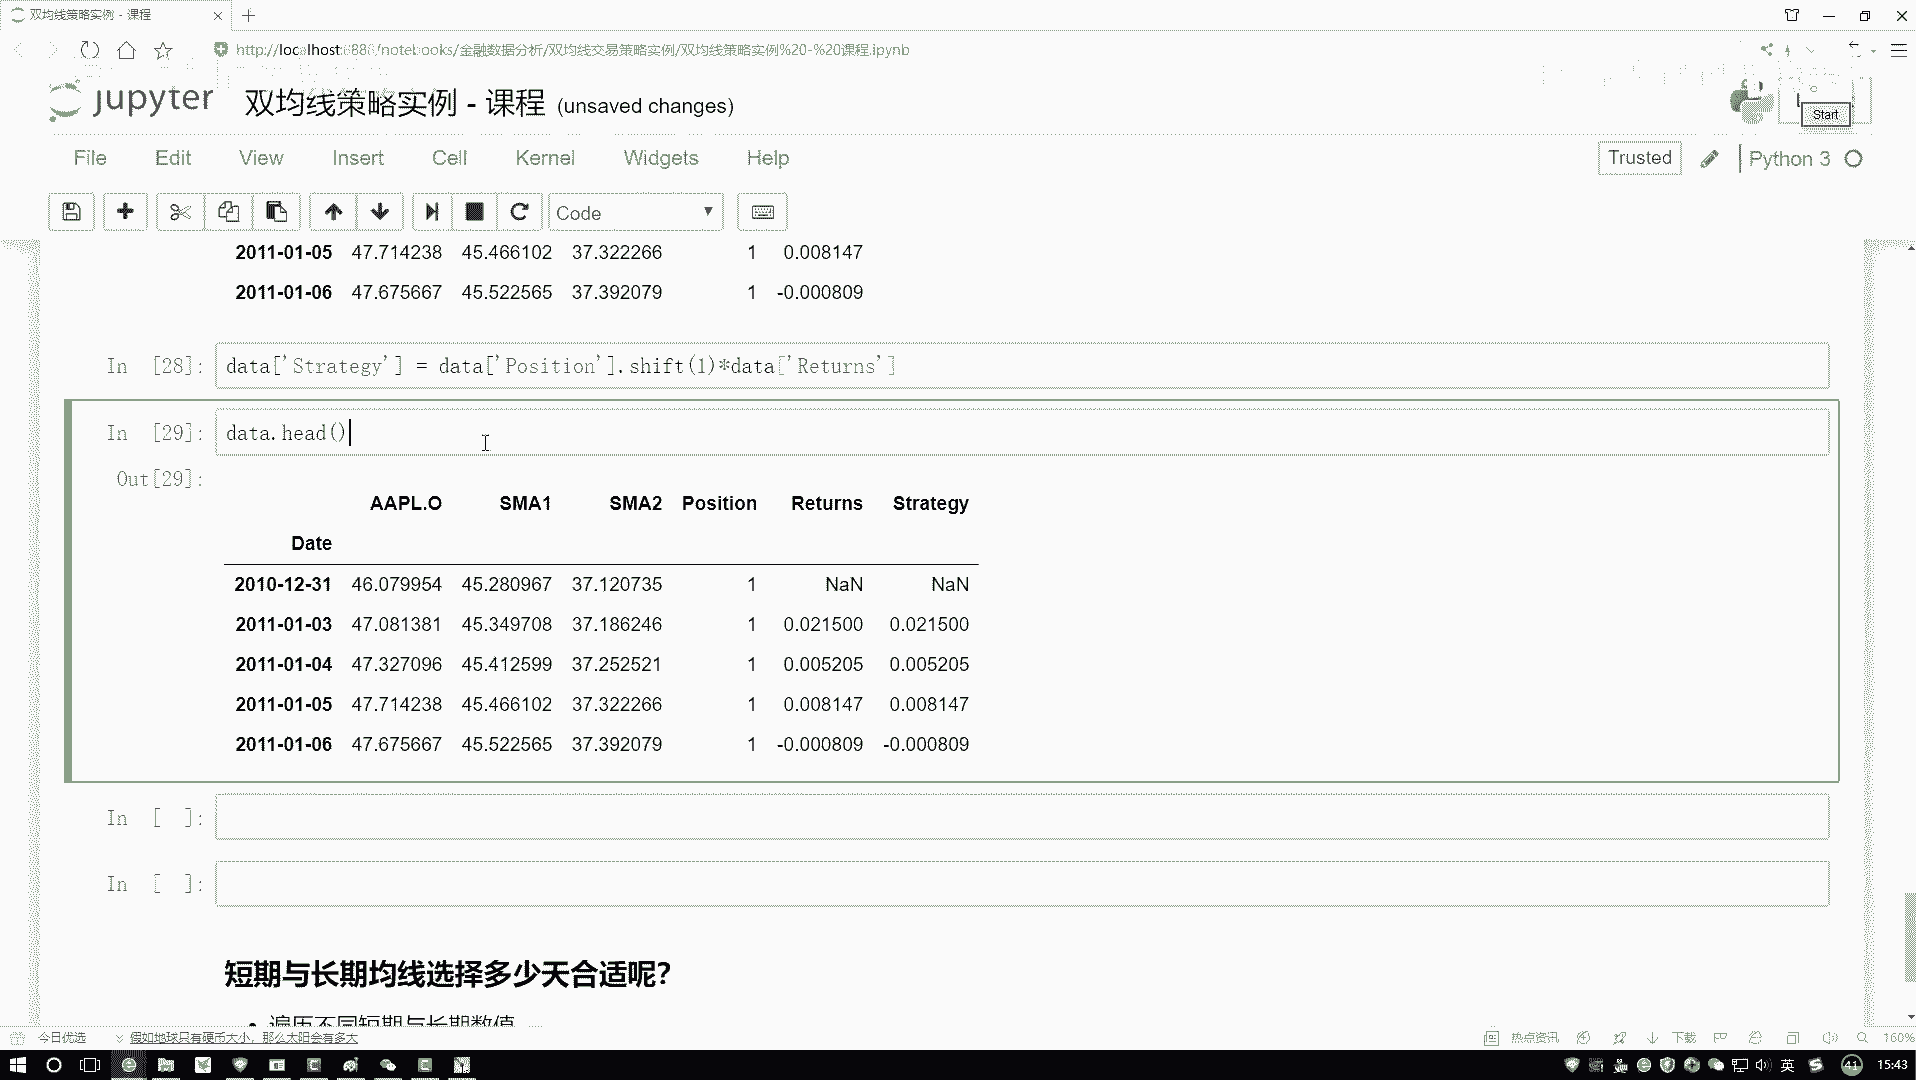 双均线策略实例 - 课程
http://localhost:888/notebooks/金融数据分析/双均线交易策略实例/双均线策略实例%20-%20课程.ipynb
jupyter 双均线策略实例 - 课程 (unsaved changes)
Start
File Edit View Insert Cell Kernel Widgets Help
Trusted Python 3
Code
2011-01-05 47.714238 45.466102 37.322266 1 0.008147
2011-01-06 47.675667 45.522565 37.392079 1 -0.000809
In [28]: data['Strategy'] = data['Position'].shift(1)*data['Returns']
In [29]: data.head()
Out[29]:
AAPL.O SMA1 SMA2 Position Returns Strategy
Date
2010-12-31 46.079954 45.280967 37.120735 1 NaN NaN
2011-01-03 47.081381 45.349708 37.186246 1 0.021500 0.021500
2011-01-04 47.327096 45.412599 37.252521 1 0.005205 0.005205
2011-01-05 47.714238 45.466102 37.322266 1 0.008147 0.008147
2011-01-06 47.675667 45.522565 37.392079 1 -0.000809 -0.000809
In [ ]:
In [ ]:
短期与长期均线选择多少天合适呢?
遍历不同短期与长期数值
今日优选 假如地球只有硬币大小，那么太阳会有多大 热点资讯 下载 160%
英 41 15:43